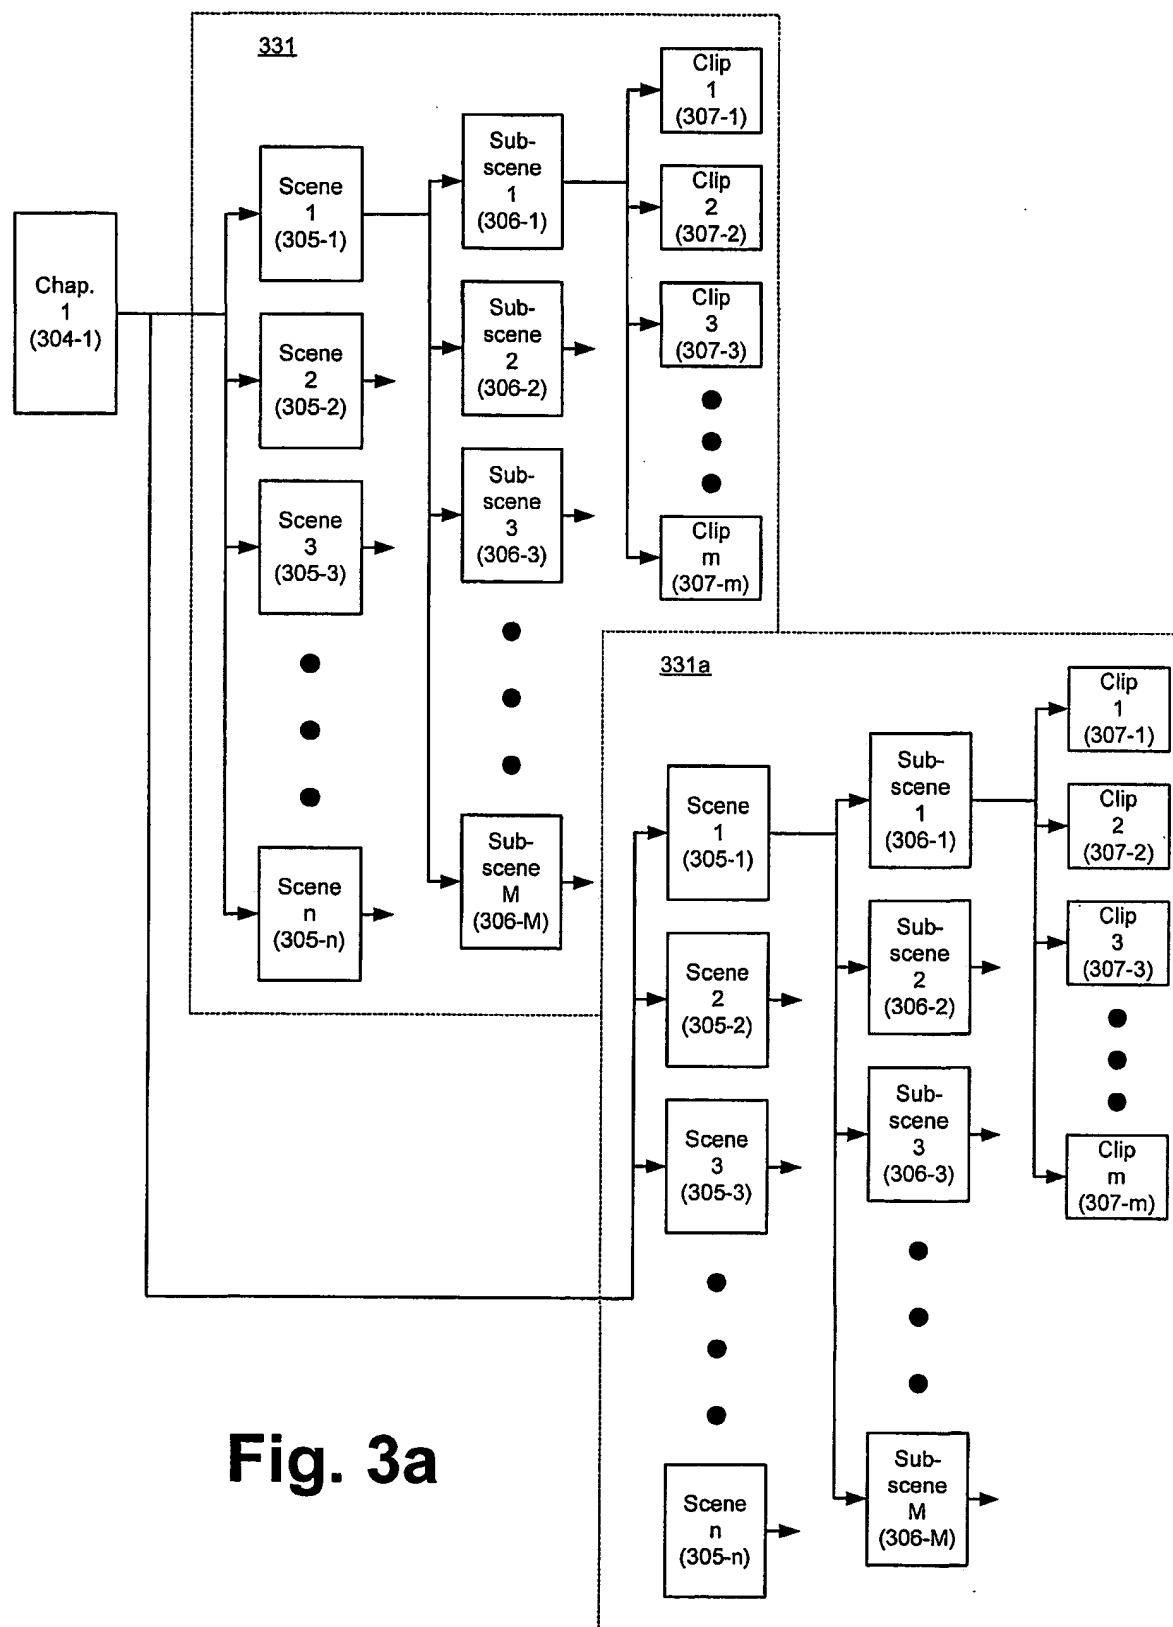 331
Clip
1
(307-1)
Sub-
scene
1
(306-1)
Scene
1
(305-1)
Clip
2
(307-2)
Chap.
1
(304-1)
Clip
3
(307-3)
Sub-
scene
2
(306-2)
Scene
2
(305-2)
Sub-
scene
3
(306-3)
Scene
3
(305-3)
Clip
m
(307-m)
Sub-
scene
M
(306-M)
Scene
n
(305-n)
331a
Clip
1
(307-1)
Sub-
scene
1
(306-1)
Scene
1
(305-1)
Clip
2
(307-2)
Clip
3
(307-3)
Sub-
scene
2
(306-2)
Scene
2
(305-2)
Sub-
scene
3
(306-3)
Scene
3
(305-3)
Clip
m
(307-m)
Sub-
scene
M
(306-M)
Scene
n
(305-n)
Fig. 3a